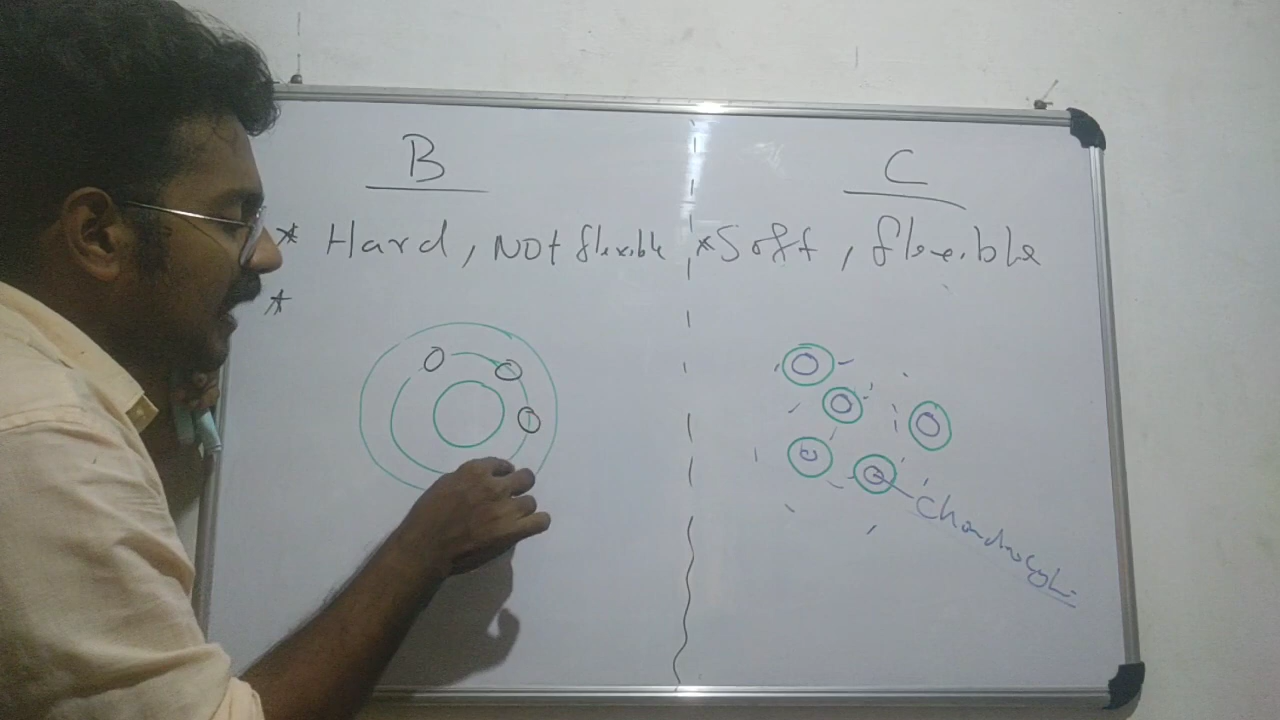 B
* Hard, Not flexible
*
C
* Soft, flexible
Chondrocyte